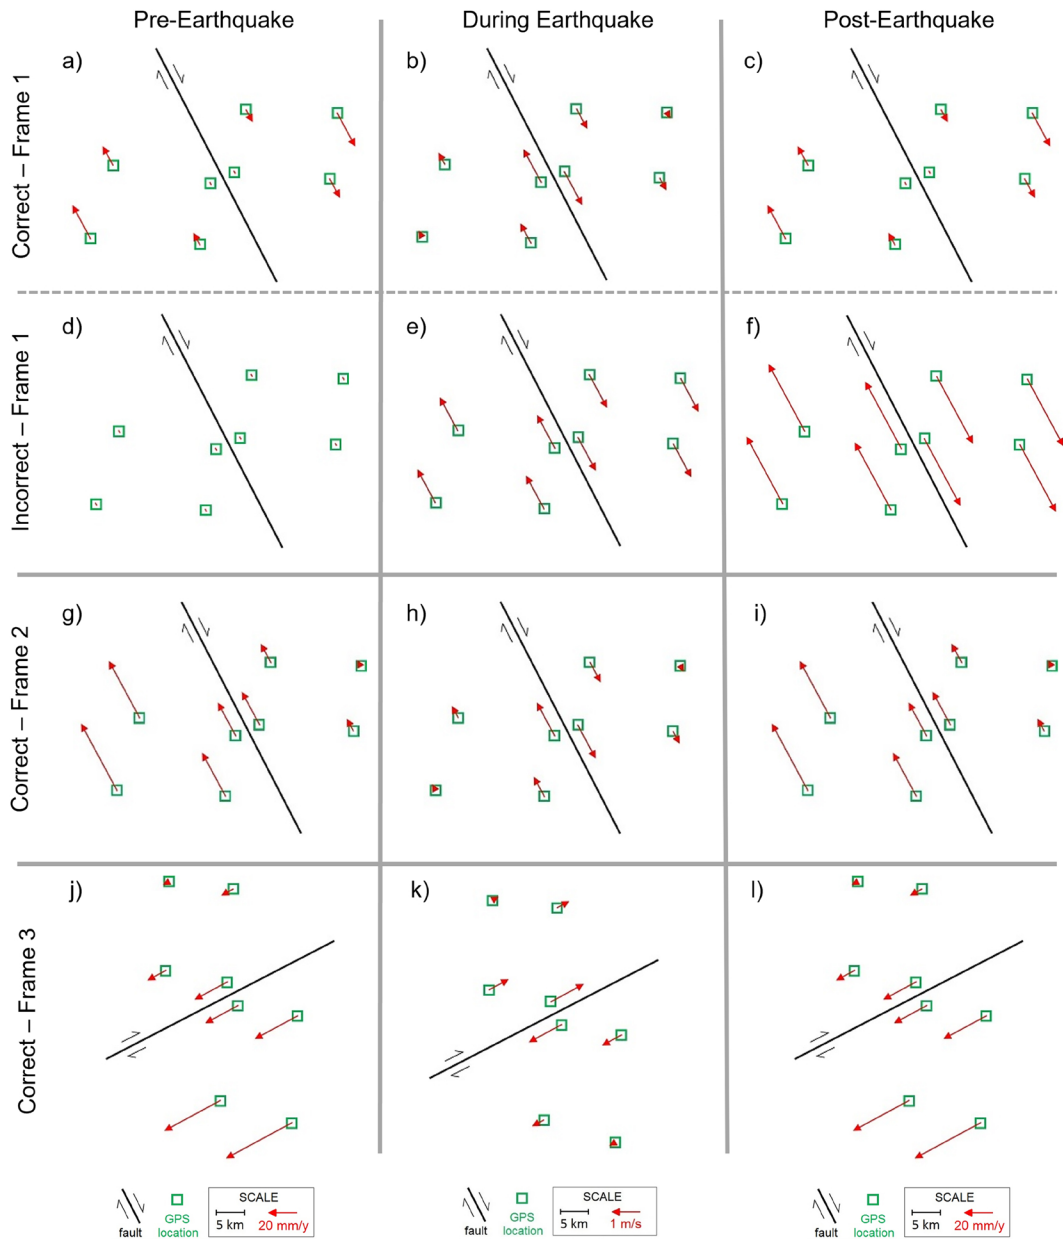 Pre-Earthquake
During Earthquake
Post-Earthquake
Correct – Frame 1
a)
b)
c)
Incorrect – Frame 1
d)
e)
f)
Correct – Frame 2
g)
h)
i)
Correct – Frame 3
j)
k)
l)
fault
GPS
location
SCALE
5 km
20 mm/y
fault
GPS
location
SCALE
5 km
1 m/s
fault
GPS
location
SCALE
5 km
20 mm/y